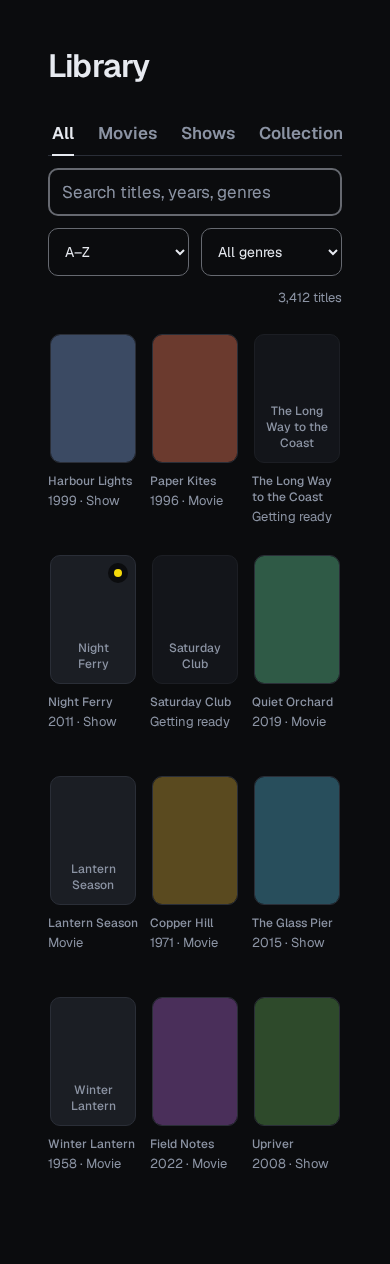 Library
All Movies Shows Collection
Search titles, years, genres
A–Z All genres
3,412 titles
The Long
Way to the
Coast
Harbour Lights
1999 · Show
Paper Kites
1996 · Movie
The Long Way
to the Coast
Getting ready
Night
Ferry
Night Ferry
2011 · Show
Saturday
Club
Saturday Club
Getting ready
Quiet Orchard
2019 · Movie
Lantern
Season
Lantern Season
Movie
Copper Hill
1971 · Movie
The Glass Pier
2015 · Show
Winter
Lantern
Winter Lantern
1958 · Movie
Field Notes
2022 · Movie
Upriver
2008 · Show